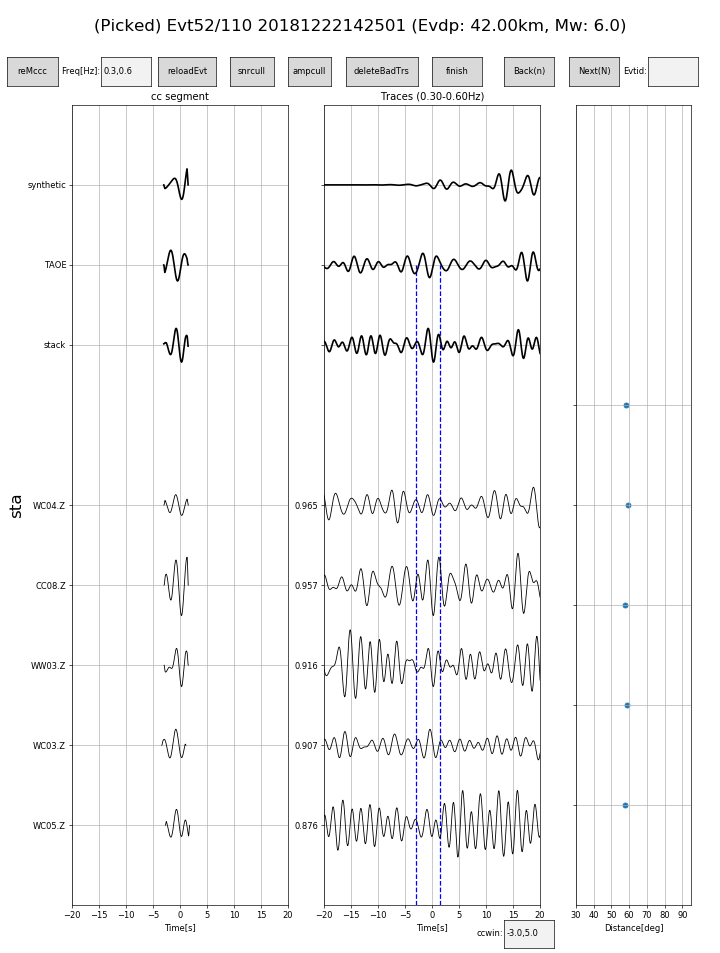 (Picked) Evt52/110 20181222142501 (Evdp: 42.00km, Mw: 6.0)
reMccc Freq[Hz]: 0.3,0.6 reloadEvt snrcull ampcull deleteBadTrs finish Back(n) Next(N) Evtid:
cc segment Traces (0.30-0.60Hz)
synthetic
TAOE
stack
sta
WC04.Z 0.965
CC08.Z 0.957
WW03.Z 0.916
WC03.Z 0.907
WC05.Z 0.876
−20 −15 −10 −5 0 5 10 15 20 −20 −15 −10 −5 0 5 10 15 20 30 40 50 60 70 80 90
Time[s] Time[s] Distance[deg]
ccwin: -3.0,5.0